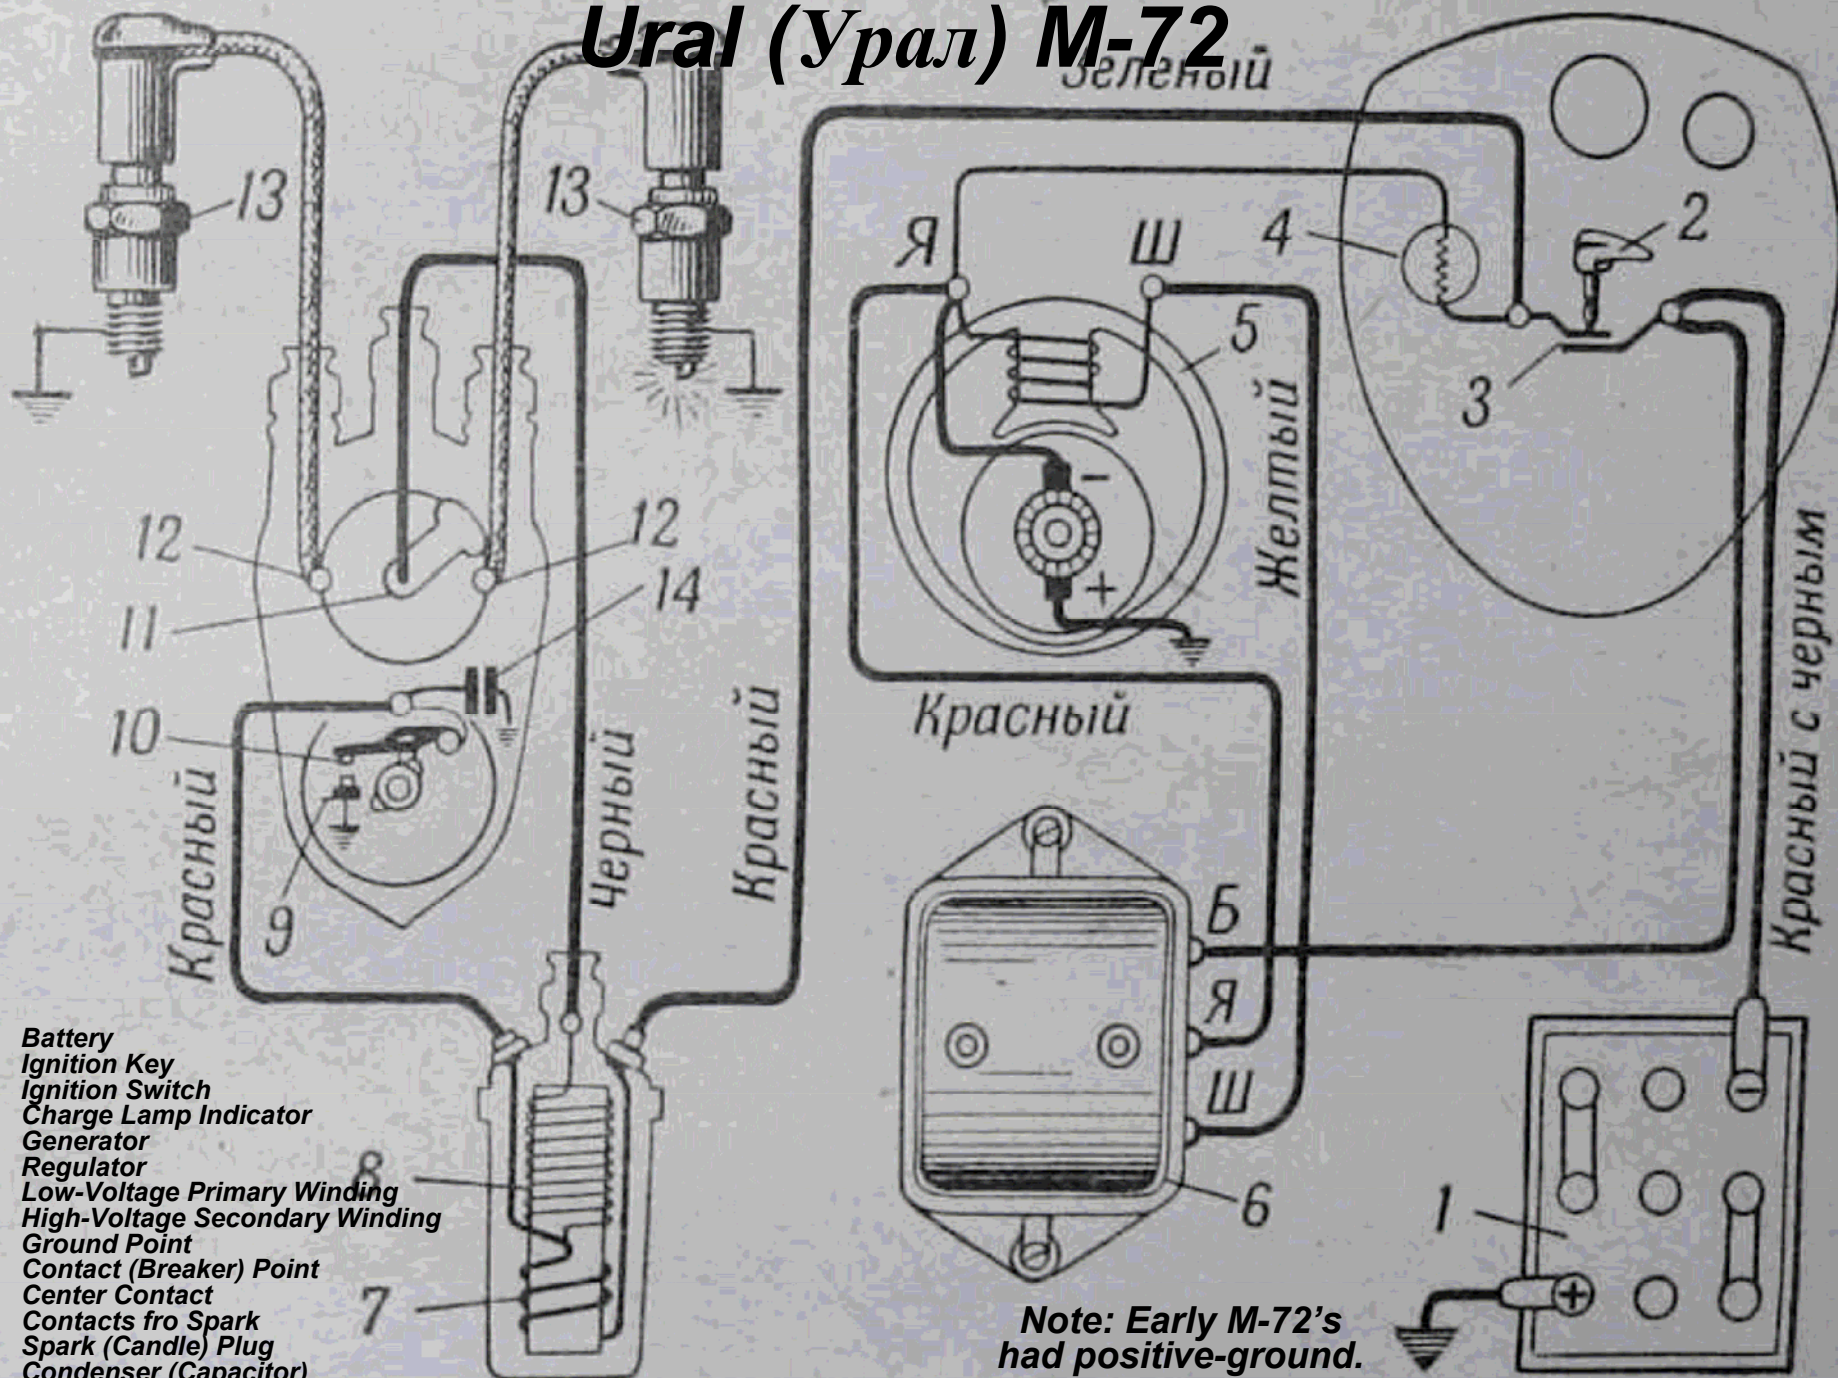 Ural (Урал) М-72
Зеленый
13
13
Я
Ш
4
2
5
3
12
12
14
11
10
9
−
+
Желтый
Красный
Красный
Черный
Красный
Красный с черным
Б
Я
Ш
6
8
7
1
−
+
Battery
Ignition Key
Ignition Switch
Charge Lamp Indicator
Generator
Regulator
Low-Voltage Primary Winding
High-Voltage Secondary Winding
Ground Point
Contact (Breaker) Point
Center Contact
Contacts fro Spark
Spark (Candle) Plug
Condenser (Capacitor)
Note: Early M-72’s
had positive-ground.